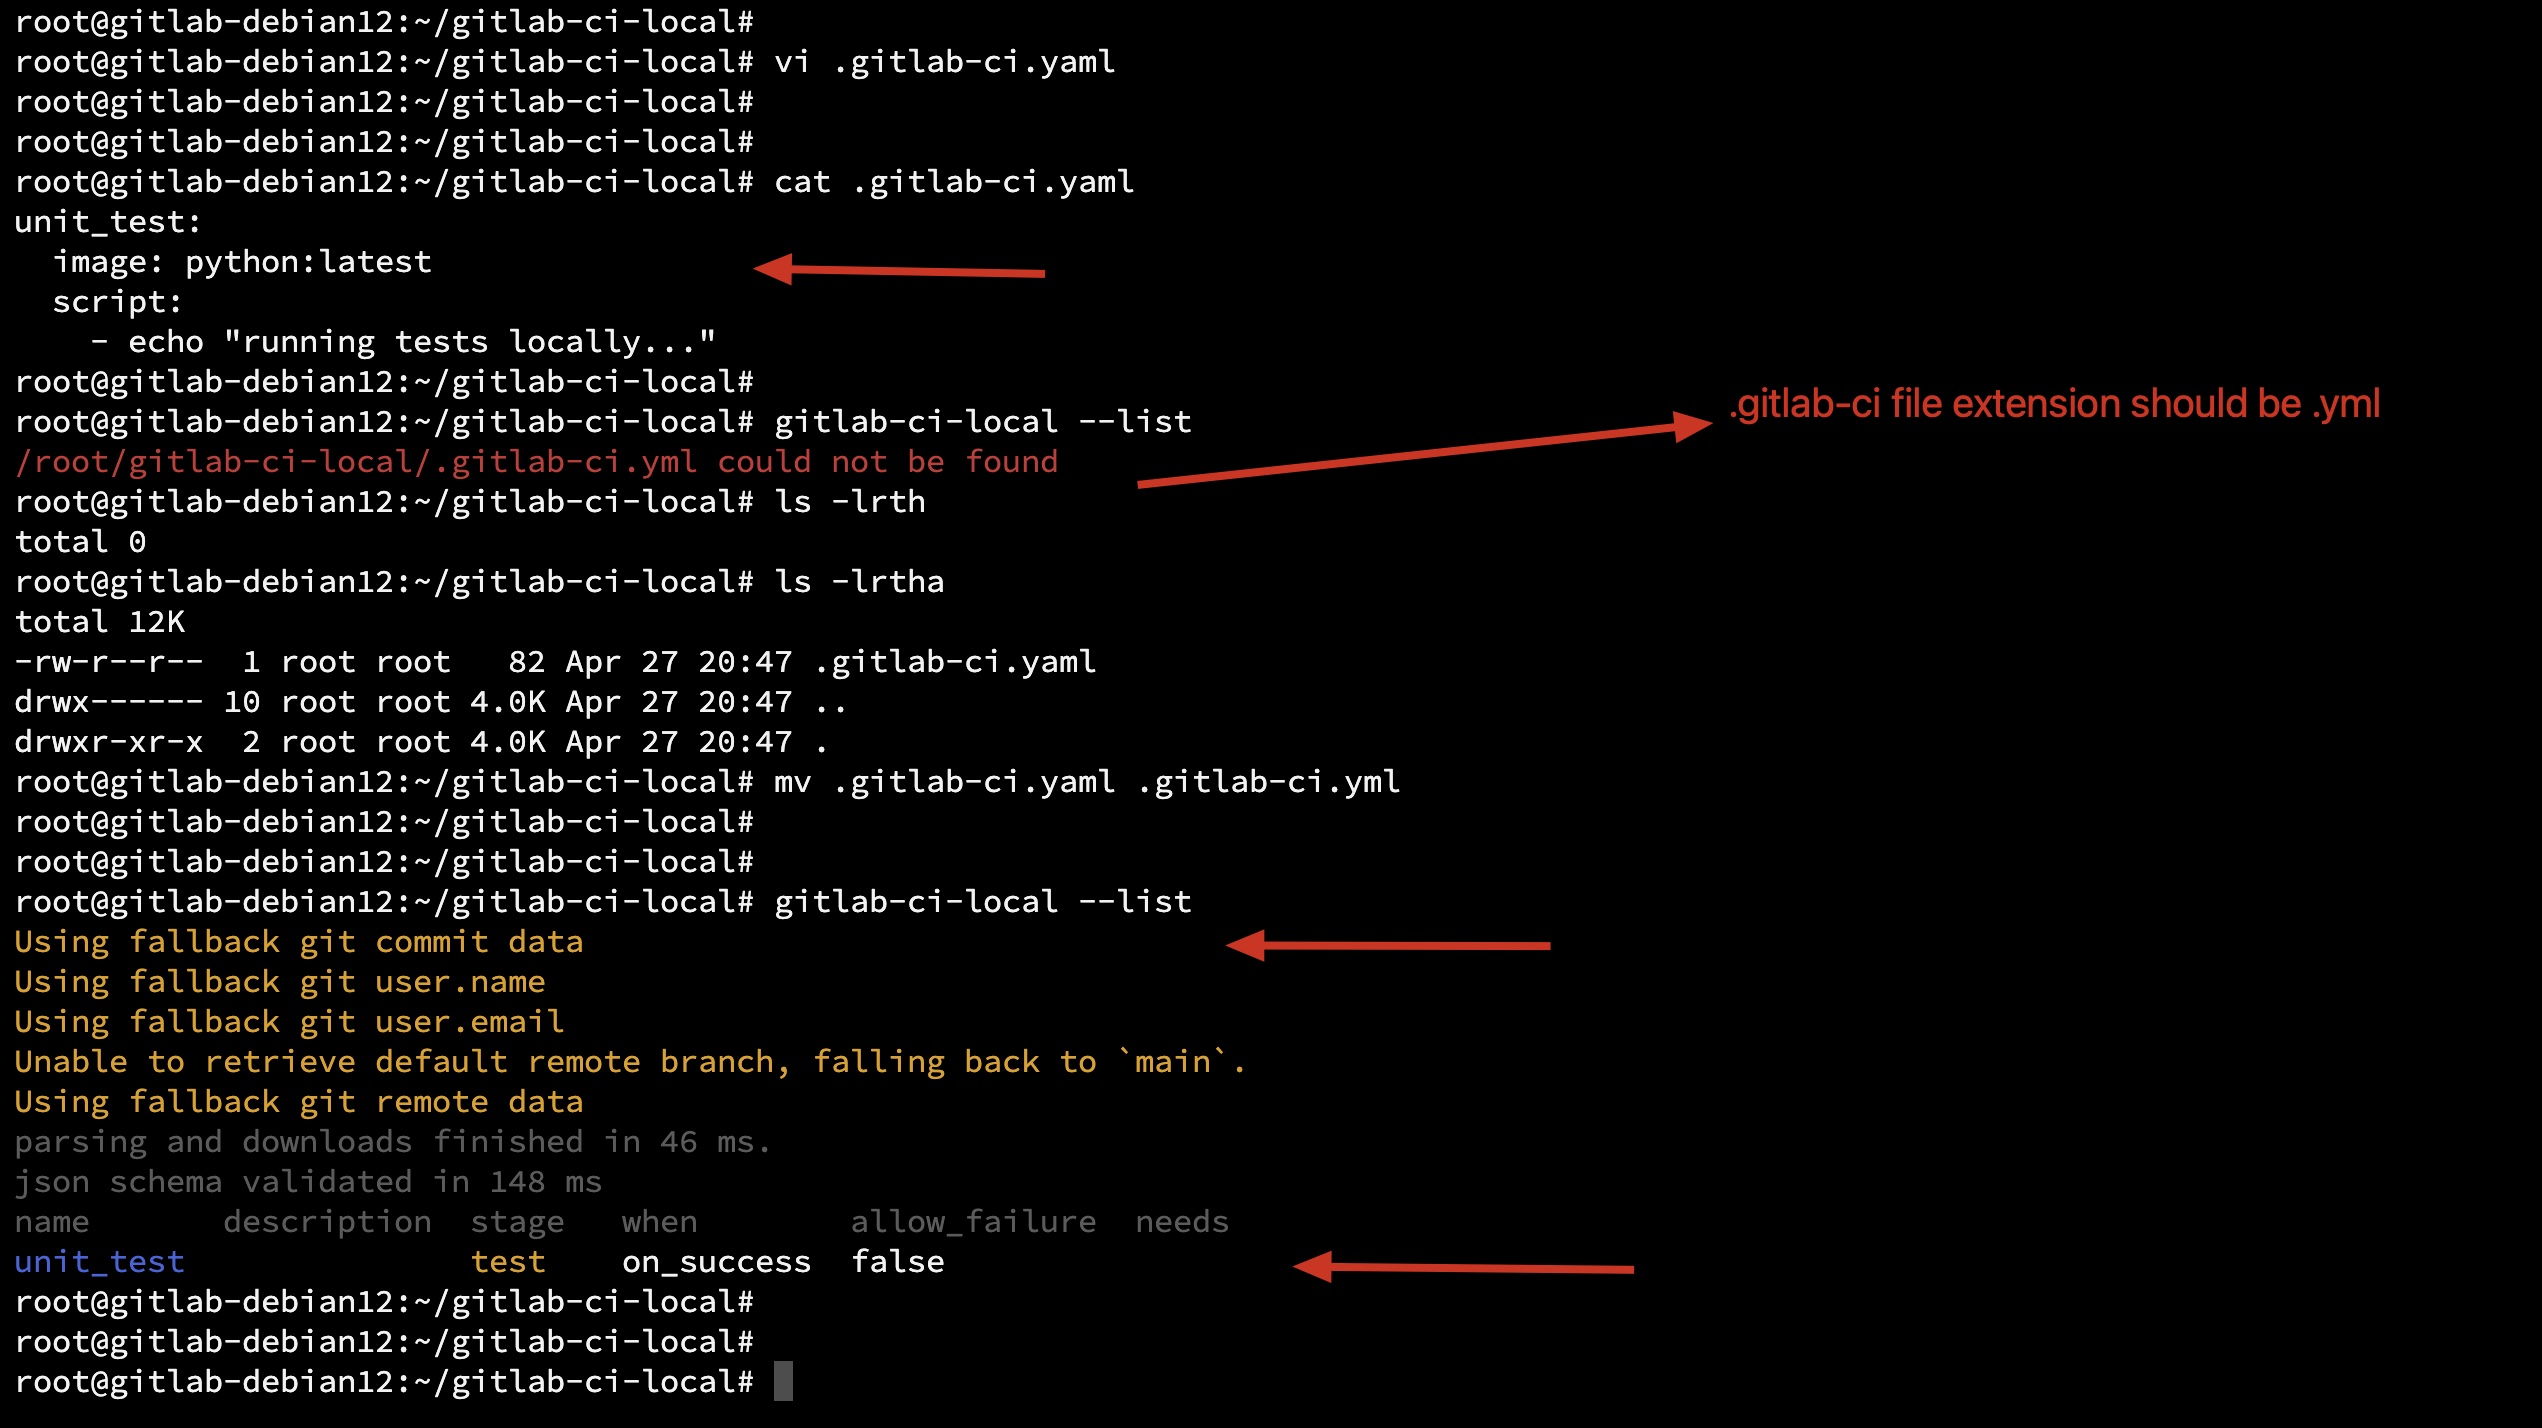 root@gitlab-debian12:~/gitlab-ci-local#
root@gitlab-debian12:~/gitlab-ci-local# vi .gitlab-ci.yaml
root@gitlab-debian12:~/gitlab-ci-local#
root@gitlab-debian12:~/gitlab-ci-local#
root@gitlab-debian12:~/gitlab-ci-local# cat .gitlab-ci.yaml
unit_test:
  image: python:latest
  script:
    - echo "running tests locally..."
root@gitlab-debian12:~/gitlab-ci-local#
.gitlab-ci file extension should be .yml
root@gitlab-debian12:~/gitlab-ci-local# gitlab-ci-local --list
/root/gitlab-ci-local/.gitlab-ci.yml could not be found
root@gitlab-debian12:~/gitlab-ci-local# ls -lrth
total 0
root@gitlab-debian12:~/gitlab-ci-local# ls -lrtha
total 12K
-rw-r--r--  1 root root   82 Apr 27 20:47 .gitlab-ci.yaml
drwx------ 10 root root 4.0K Apr 27 20:47 ..
drwxr-xr-x  2 root root 4.0K Apr 27 20:47 .
root@gitlab-debian12:~/gitlab-ci-local# mv .gitlab-ci.yaml .gitlab-ci.yml
root@gitlab-debian12:~/gitlab-ci-local#
root@gitlab-debian12:~/gitlab-ci-local#
root@gitlab-debian12:~/gitlab-ci-local# gitlab-ci-local --list
Using fallback git commit data
Using fallback git user.name
Using fallback git user.email
Unable to retrieve default remote branch, falling back to `main`.
Using fallback git remote data
parsing and downloads finished in 46 ms.
json schema validated in 148 ms
name       description  stage   when        allow_failure  needs
unit_test               test    on_success  false
root@gitlab-debian12:~/gitlab-ci-local#
root@gitlab-debian12:~/gitlab-ci-local#
root@gitlab-debian12:~/gitlab-ci-local#